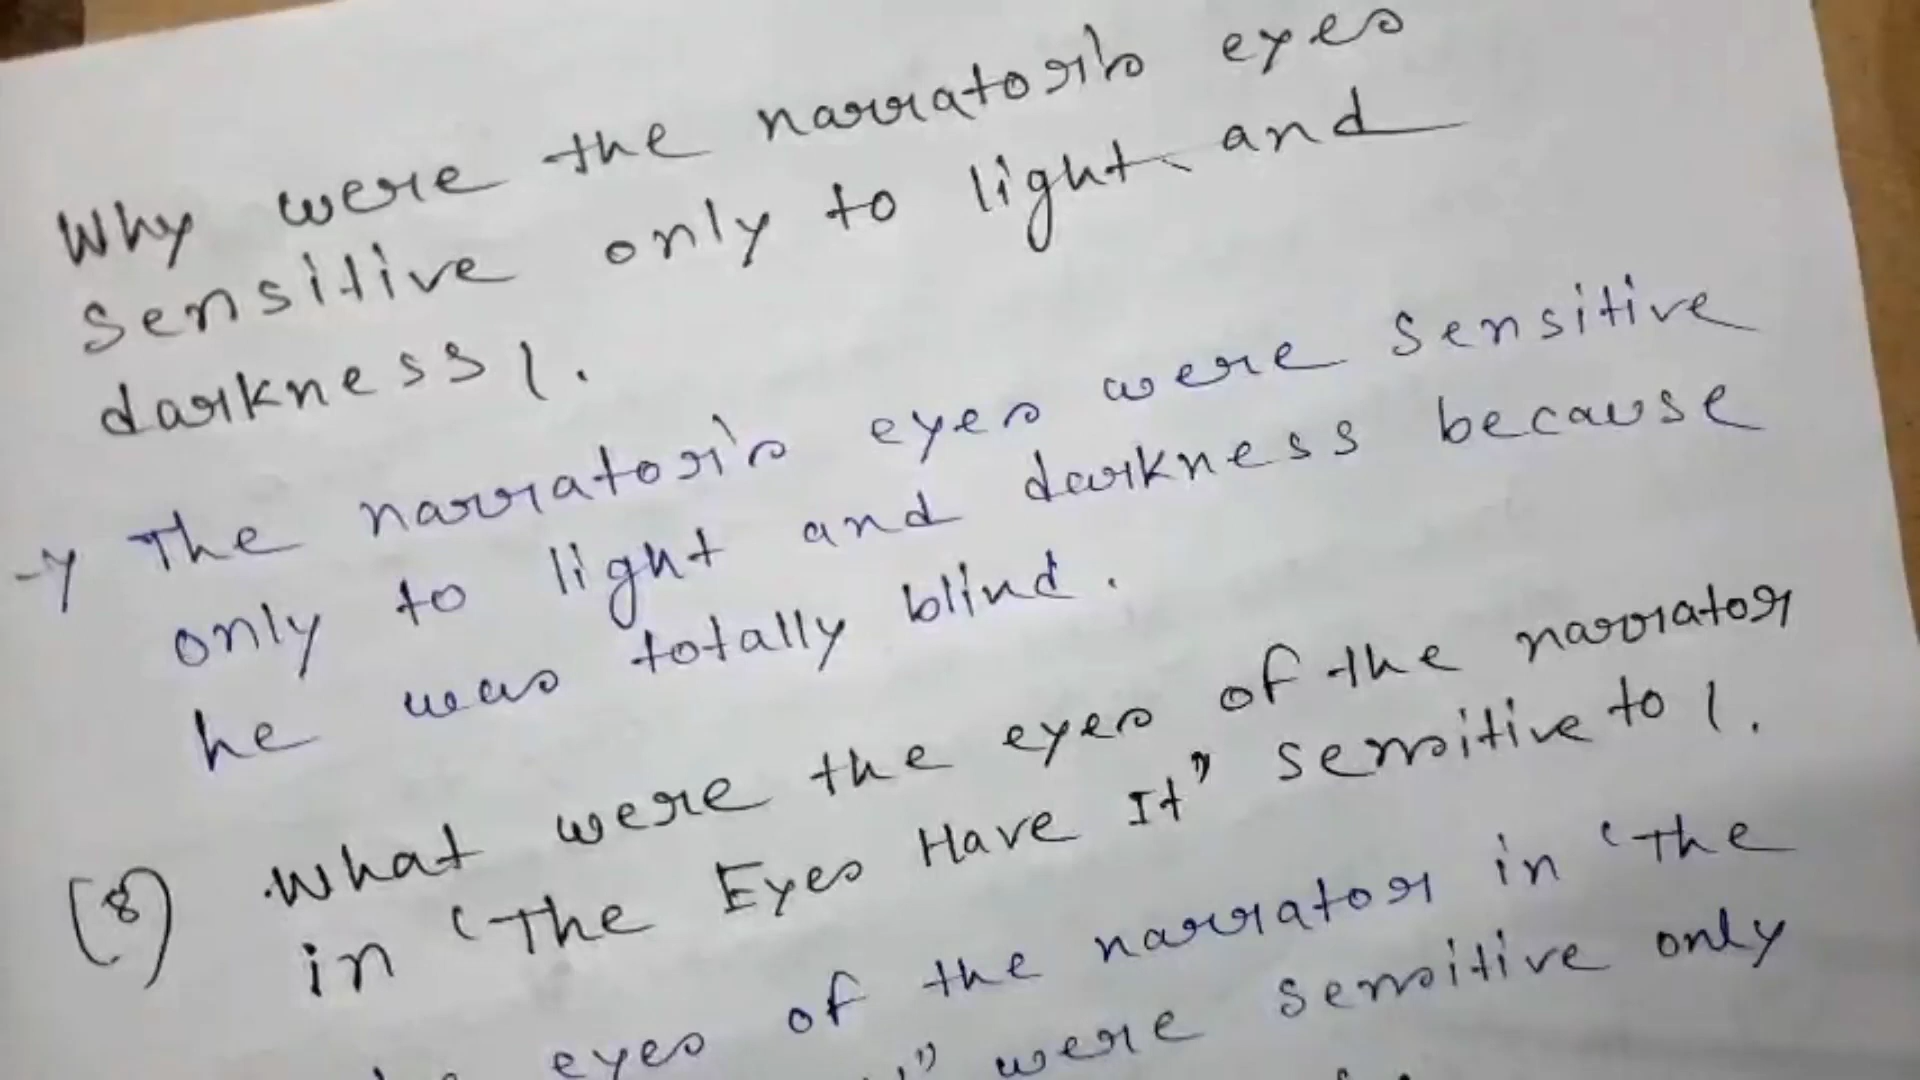 Why were the narrator's eyes
sensitive only to light and
darkness?
→ The narrator's eyes were sensitive
only to light and darkness because
he was totally blind.
(8) What were the eyes of the narrator
in "The Eyes Have It" sensitive to?
eyes of the narrator in "The
" were sensitive only